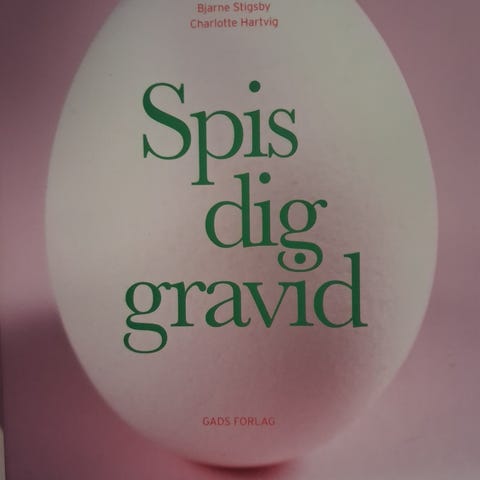 Bjarne Stigsby
Charlotte Hartvig
Spis
dig
gravid
GADS FORLAG